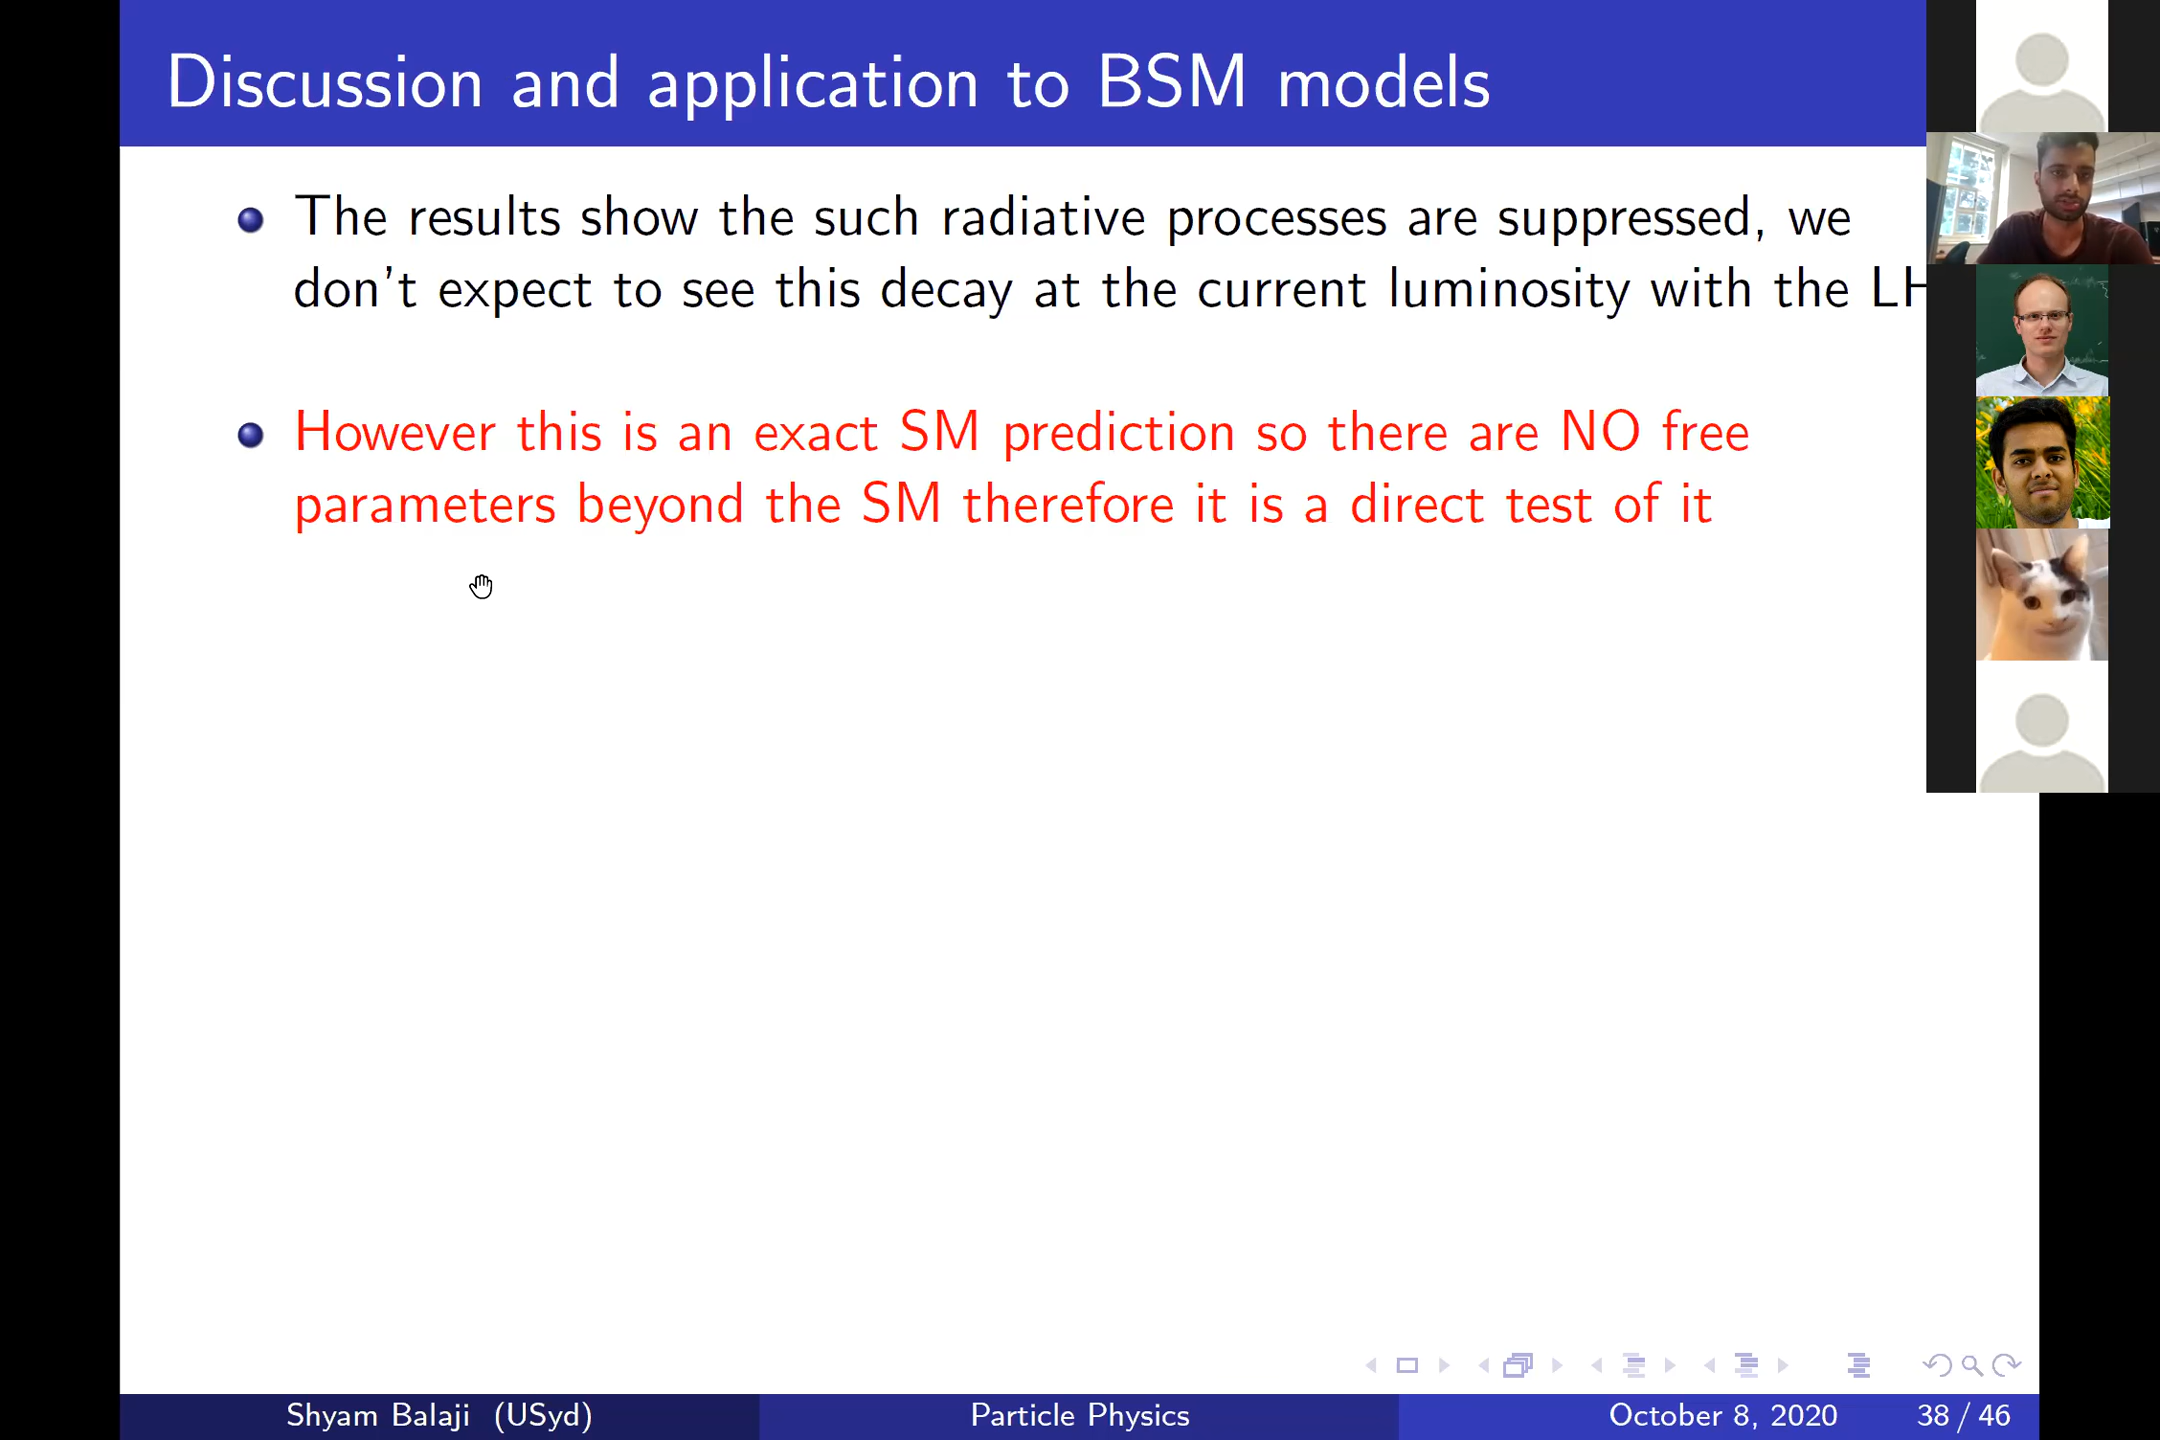 Discussion and application to BSM models
The results show the such radiative processes are suppressed, we
don't expect to see this decay at the current luminosity with the
However this is an exact SM prediction so there are NO free
parameters beyond the SM therefore it is a direct test of it
Shyam Balaji (USyd)
Particle Physics
October 8, 2020
38 / 46